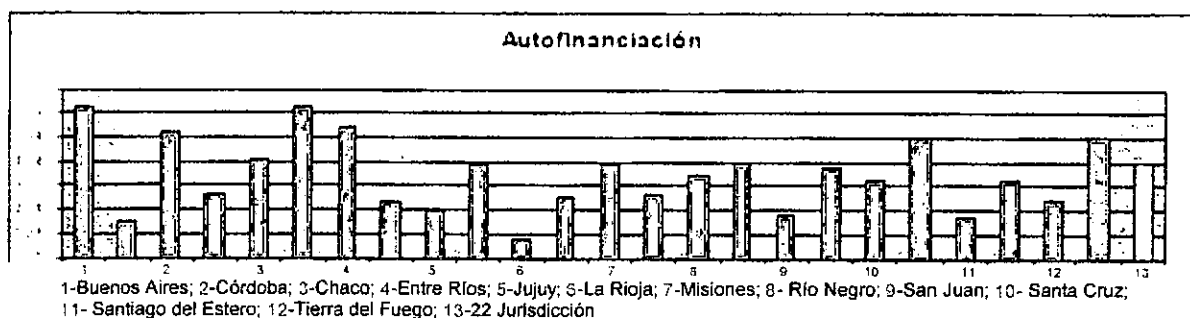 Autofinanciación
1 2 3 4 5 6 7 8 9 10 11 12 13
1-Buenos Aires; 2-Córdoba; 3-Chaco; 4-Entre Ríos; 5-Jujuy; 6-La Rioja; 7-Misiones; 8- Río Negro; 9-San Juan; 10- Santa Cruz;
11- Santiago del Estero; 12-Tierra del Fuego; 13-22 Jurisdicción